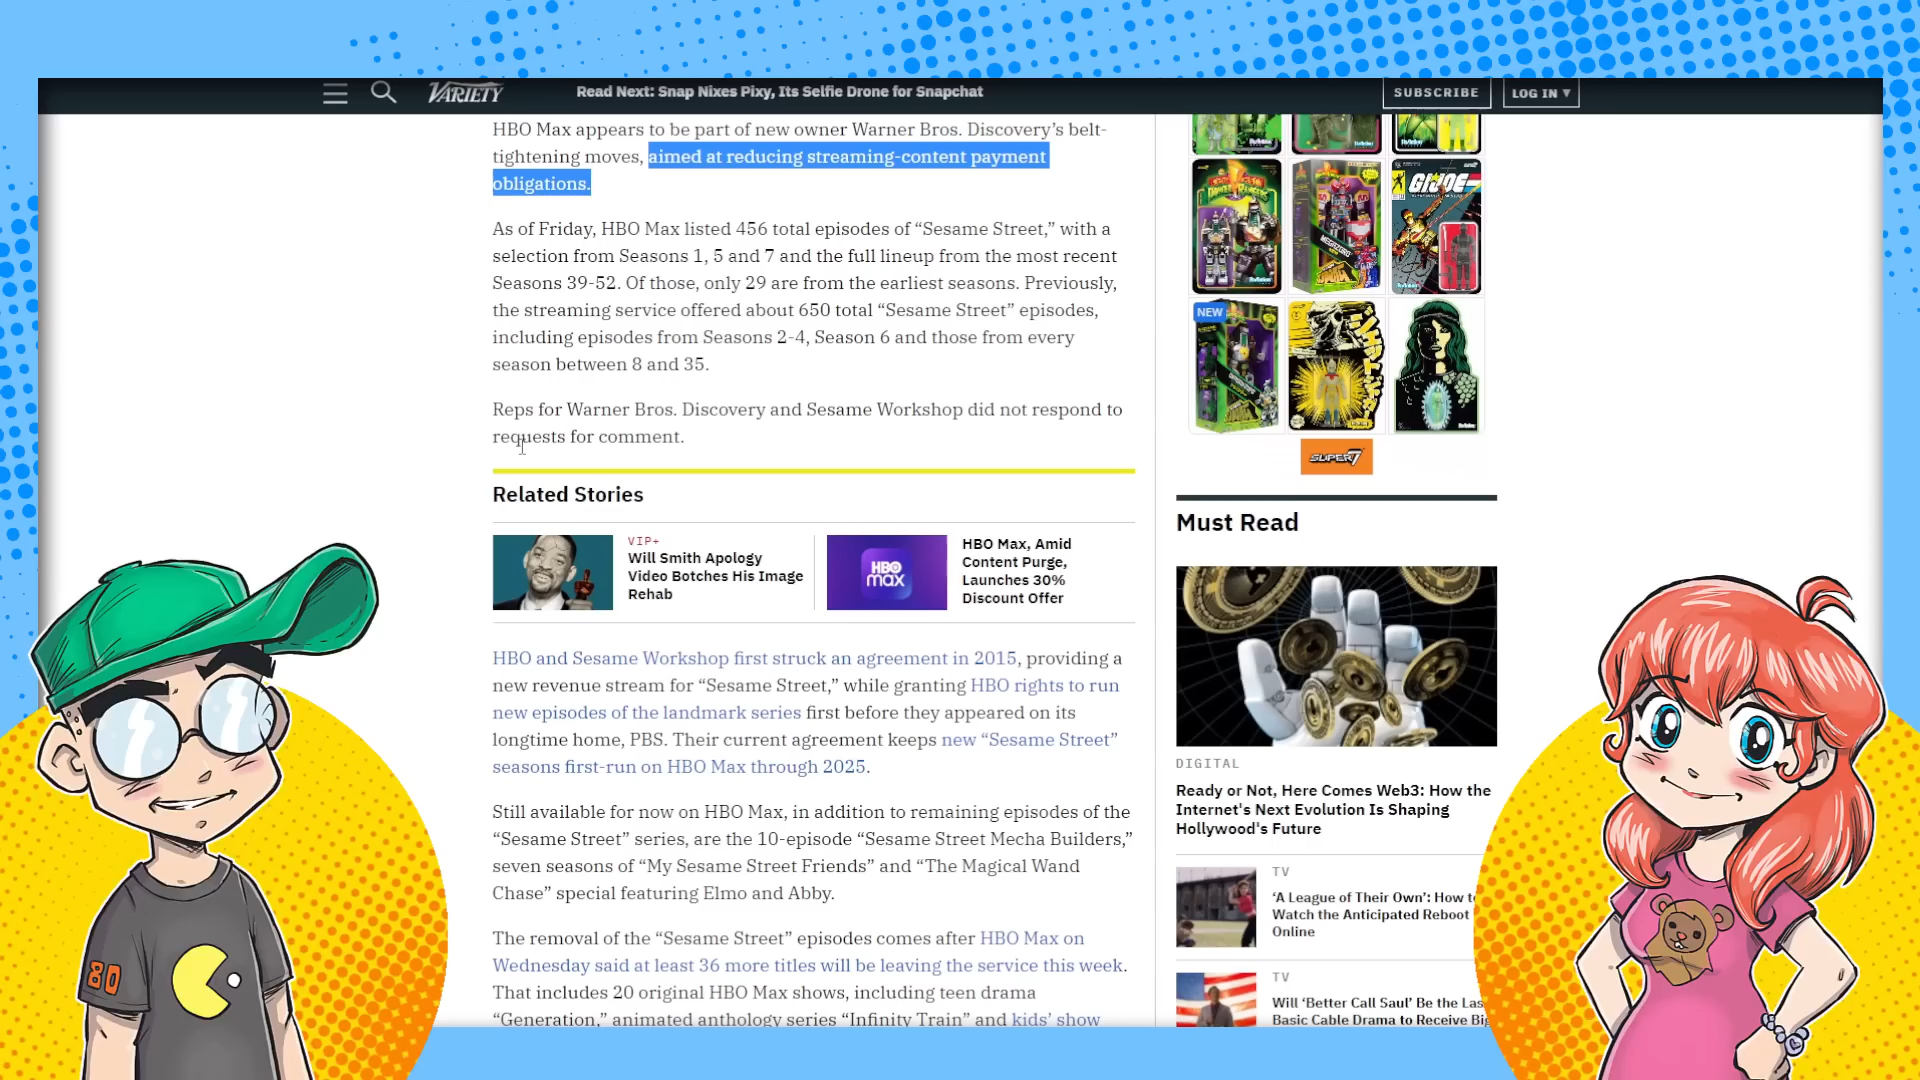 VARIETY
Read Next: Snap Nixes Pixy, Its Selfie Drone for Snapchat
SUBSCRIBE
LOG IN ▾
HBO Max appears to be part of new owner Warner Bros. Discovery’s belt-
tightening moves, aimed at reducing streaming-content payment
obligations.
As of Friday, HBO Max listed 456 total episodes of “Sesame Street,” with a
selection from Seasons 1, 5 and 7 and the full lineup from the most recent
Seasons 39-52. Of those, only 29 are from the earliest seasons. Previously,
the streaming service offered about 650 total “Sesame Street” episodes,
including episodes from Seasons 2-4, Season 6 and those from every
season between 8 and 35.
Reps for Warner Bros. Discovery and Sesame Workshop did not respond to
requests for comment.
Related Stories
VIP+
Will Smith Apology
Video Botches His Image
Rehab
HBO
max
HBO Max, Amid
Content Purge,
Launches 30%
Discount Offer
HBO and Sesame Workshop first struck an agreement in 2015, providing a
new revenue stream for “Sesame Street,” while granting HBO rights to run
new episodes of the landmark series first before they appeared on its
longtime home, PBS. Their current agreement keeps new “Sesame Street”
seasons first-run on HBO Max through 2025.
Still available for now on HBO Max, in addition to remaining episodes of the
“Sesame Street” series, are the 10-episode “Sesame Street Mecha Builders,”
seven seasons of “My Sesame Street Friends” and “The Magical Wand
Chase” special featuring Elmo and Abby.
The removal of the “Sesame Street” episodes comes after HBO Max on
Wednesday said at least 36 more titles will be leaving the service this week.
That includes 20 original HBO Max shows, including teen drama
“Generation,” animated anthology series “Infinity Train” and kids’ show
GI JOE
MEGAZORD
NEW
SUPER7
Must Read
DIGITAL
Ready or Not, Here Comes Web3: How the
Internet's Next Evolution Is Shaping
Hollywood's Future
TV
‘A League of Their Own’: How to
Watch the Anticipated Reboot
Online
TV
Will ‘Better Call Saul’ Be the Las
Basic Cable Drama to Receive Big
80